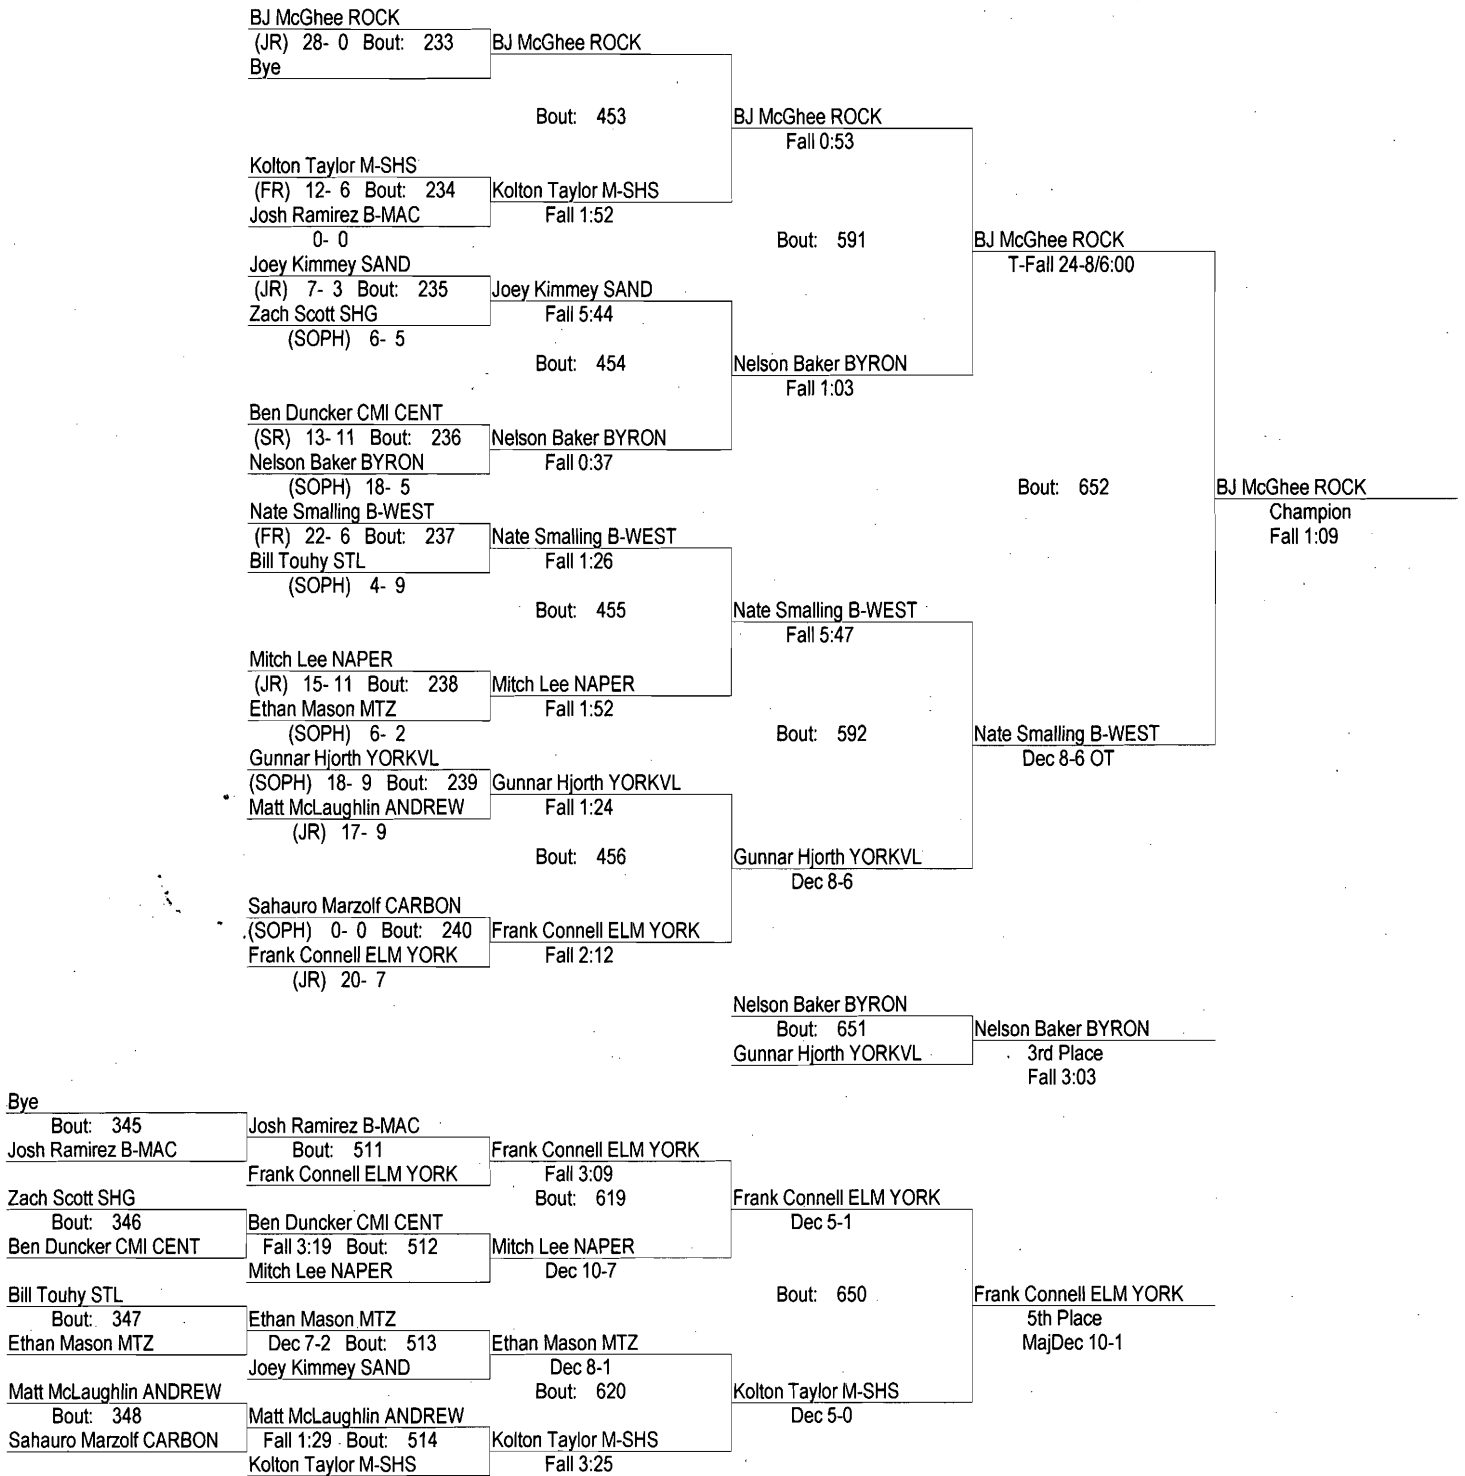 BJ McGhee ROCK
(JR) 28- 0 Bout: 233
Bye
BJ McGhee ROCK
Bout: 453
Kolton Taylor M-SHS
(FR) 12- 6 Bout: 234
Josh Ramirez B-MAC
0- 0
Kolton Taylor M-SHS
Fall 1:52
BJ McGhee ROCK
Fall 0:53
Bout: 591
Joey Kimmey SAND
(JR) 7- 3 Bout: 235
Zach Scott SHG
(SOPH) 6- 5
Joey Kimmey SAND
Fall 5:44
Bout: 454
Ben Duncker CMI CENT
(SR) 13- 11 Bout: 236
Nelson Baker BYRON
(SOPH) 18- 5
Nelson Baker BYRON
Fall 0:37
Nelson Baker BYRON
Fall 1:03
BJ McGhee ROCK
T-Fall 24-8/6:00
Bout: 652
BJ McGhee ROCK
Champion
Fall 1:09
Nate Smalling B-WEST
(FR) 22- 6 Bout: 237
Bill Touhy STL
(SOPH) 4- 9
Nate Smalling B-WEST
Fall 1:26
Bout: 455
Mitch Lee NAPER
(JR) 15- 11 Bout: 238
Ethan Mason MTZ
(SOPH) 6- 2
Mitch Lee NAPER
Fall 1:52
Nate Smalling B-WEST
Fall 5:47
Bout: 592
Nate Smalling B-WEST
Dec 8-6 OT
Gunnar Hjorth YORKVL
(SOPH) 18- 9 Bout: 239
Matt McLaughlin ANDREW
(JR) 17- 9
Gunnar Hjorth YORKVL
Fall 1:24
Bout: 456
Sahauro Marzolf CARBON
(SOPH) 0- 0 Bout: 240
Frank Connell ELM YORK
(JR) 20- 7
Frank Connell ELM YORK
Fall 2:12
Gunnar Hjorth YORKVL
Dec 8-6
Nelson Baker BYRON
Bout: 651
Gunnar Hjorth YORKVL
Nelson Baker BYRON
3rd Place
Fall 3:03
Bye
Bout: 345
Josh Ramirez B-MAC
Josh Ramirez B-MAC
Bout: 511
Frank Connell ELM YORK
Frank Connell ELM YORK
Fall 3:09
Bout: 619
Zach Scott SHG
Bout: 346
Ben Duncker CMI CENT
Ben Duncker CMI CENT
Fall 3:19 Bout: 512
Mitch Lee NAPER
Mitch Lee NAPER
Dec 10-7
Frank Connell ELM YORK
Dec 5-1
Bout: 650
Frank Connell ELM YORK
5th Place
MajDec 10-1
Bill Touhy STL
Bout: 347
Ethan Mason MTZ
Ethan Mason MTZ
Dec 7-2 Bout: 513
Joey Kimmey SAND
Ethan Mason MTZ
Dec 8-1
Bout: 620
Matt McLaughlin ANDREW
Bout: 348
Sahauro Marzolf CARBON
Matt McLaughlin ANDREW
Fall 1:29 Bout: 514
Kolton Taylor M-SHS
Kolton Taylor M-SHS
Fall 3:25
Kolton Taylor M-SHS
Dec 5-0